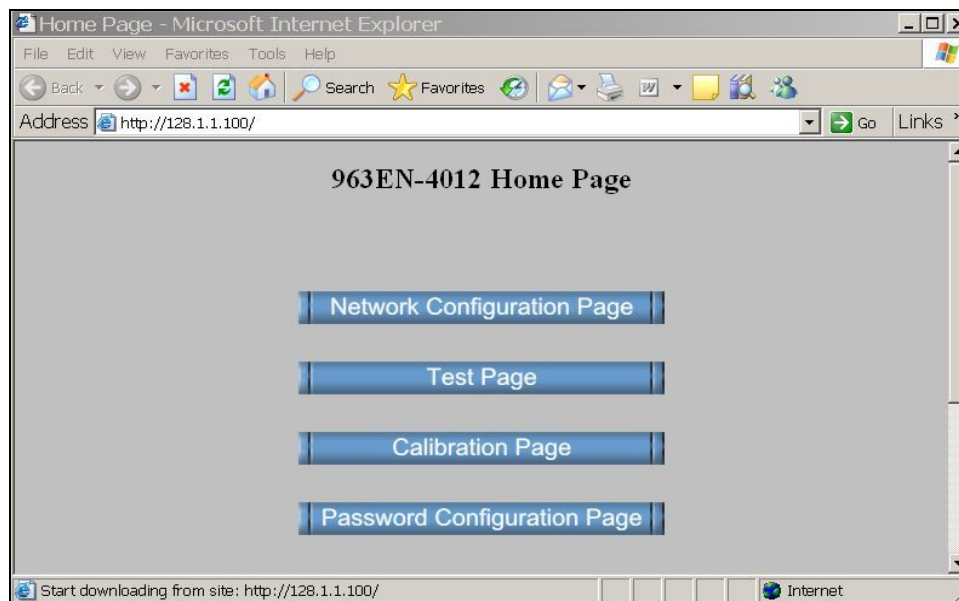 Home Page - Microsoft Internet Explorer
File Edit View Favorites Tools Help
Back Search Favorites W
Address http://128.1.1.100/ Go Links »
963EN-4012 Home Page
Network Configuration Page
Test Page
Calibration Page
Password Configuration Page
Start downloading from site: http://128.1.1.100/ Internet